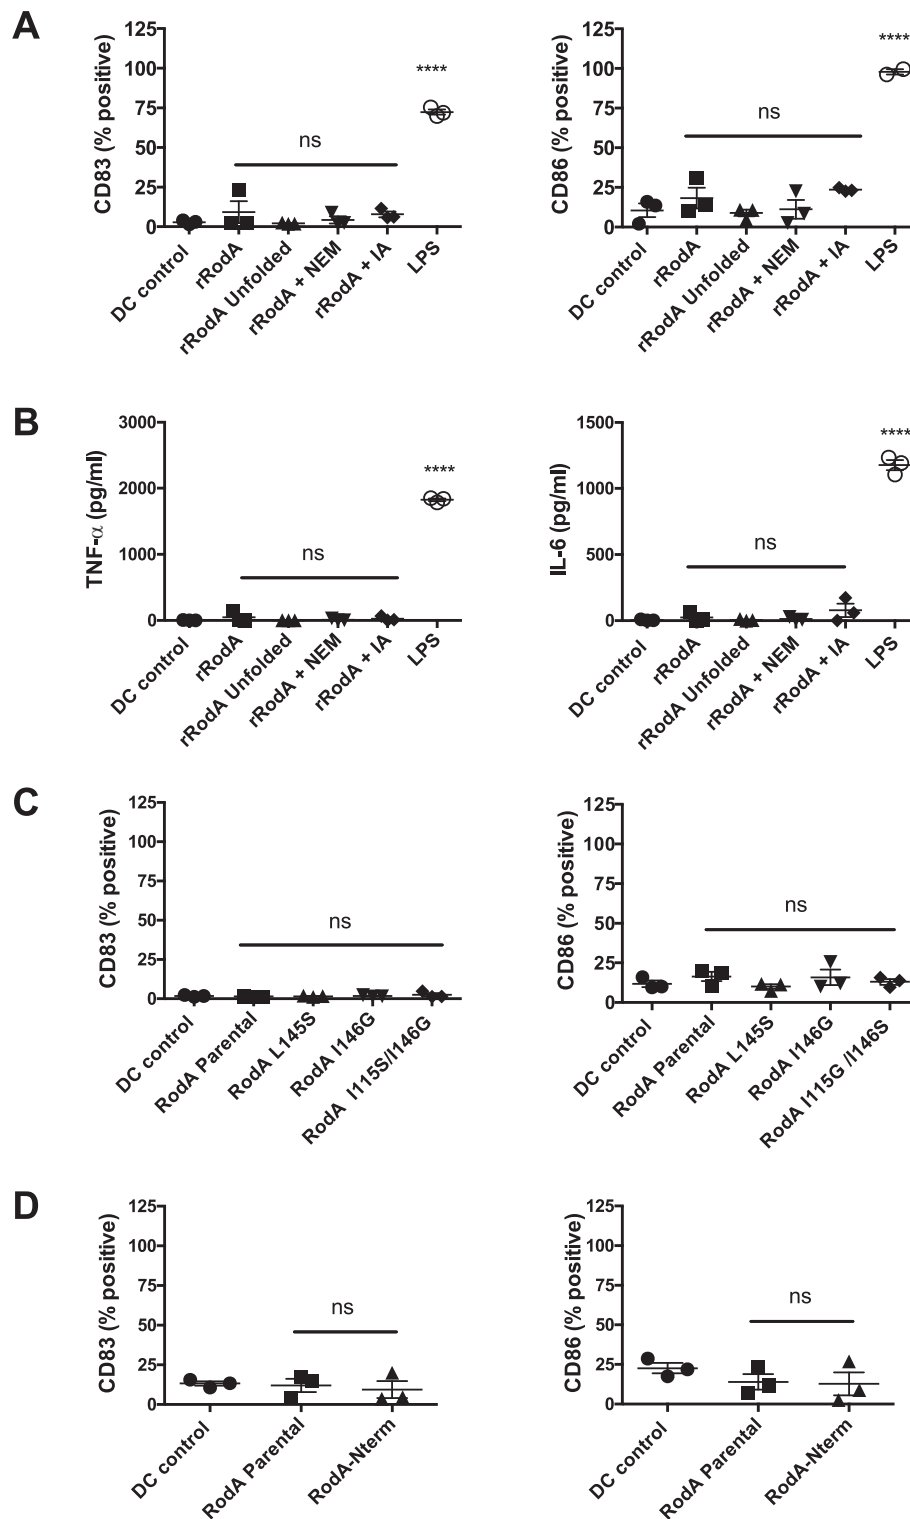 A
CD83 (% positive)
125
100
75
50
25
0
ns
****
DC control
rRodA
rRodA Unfolded
rRodA + NEM
rRodA + IA
LPS
CD86 (% positive)
125
100
75
50
25
0
ns
****
DC control
rRodA
rRodA Unfolded
rRodA + NEM
rRodA + IA
LPS
B
TNF-α (pg/ml)
3000
2000
1000
0
ns
****
DC control
rRodA
rRodA Unfolded
rRodA + NEM
rRodA + IA
LPS
IL-6 (pg/ml)
1500
1000
500
0
ns
****
DC control
rRodA
rRodA Unfolded
rRodA + NEM
rRodA + IA
LPS
C
CD83 (% positive)
125
100
75
50
25
0
ns
DC control
RodA Parental
RodA L145S
RodA I146G
RodA I115S/I146G
CD86 (% positive)
125
100
75
50
25
0
ns
DC control
RodA Parental
RodA L145S
RodA I146G
RodA I115G /I146S
D
CD83 (% positive)
125
100
75
50
25
0
ns
DC control
RodA Parental
RodA-Nterm
CD86 (% positive)
125
100
75
50
25
0
ns
DC control
RodA Parental
RodA-Nterm